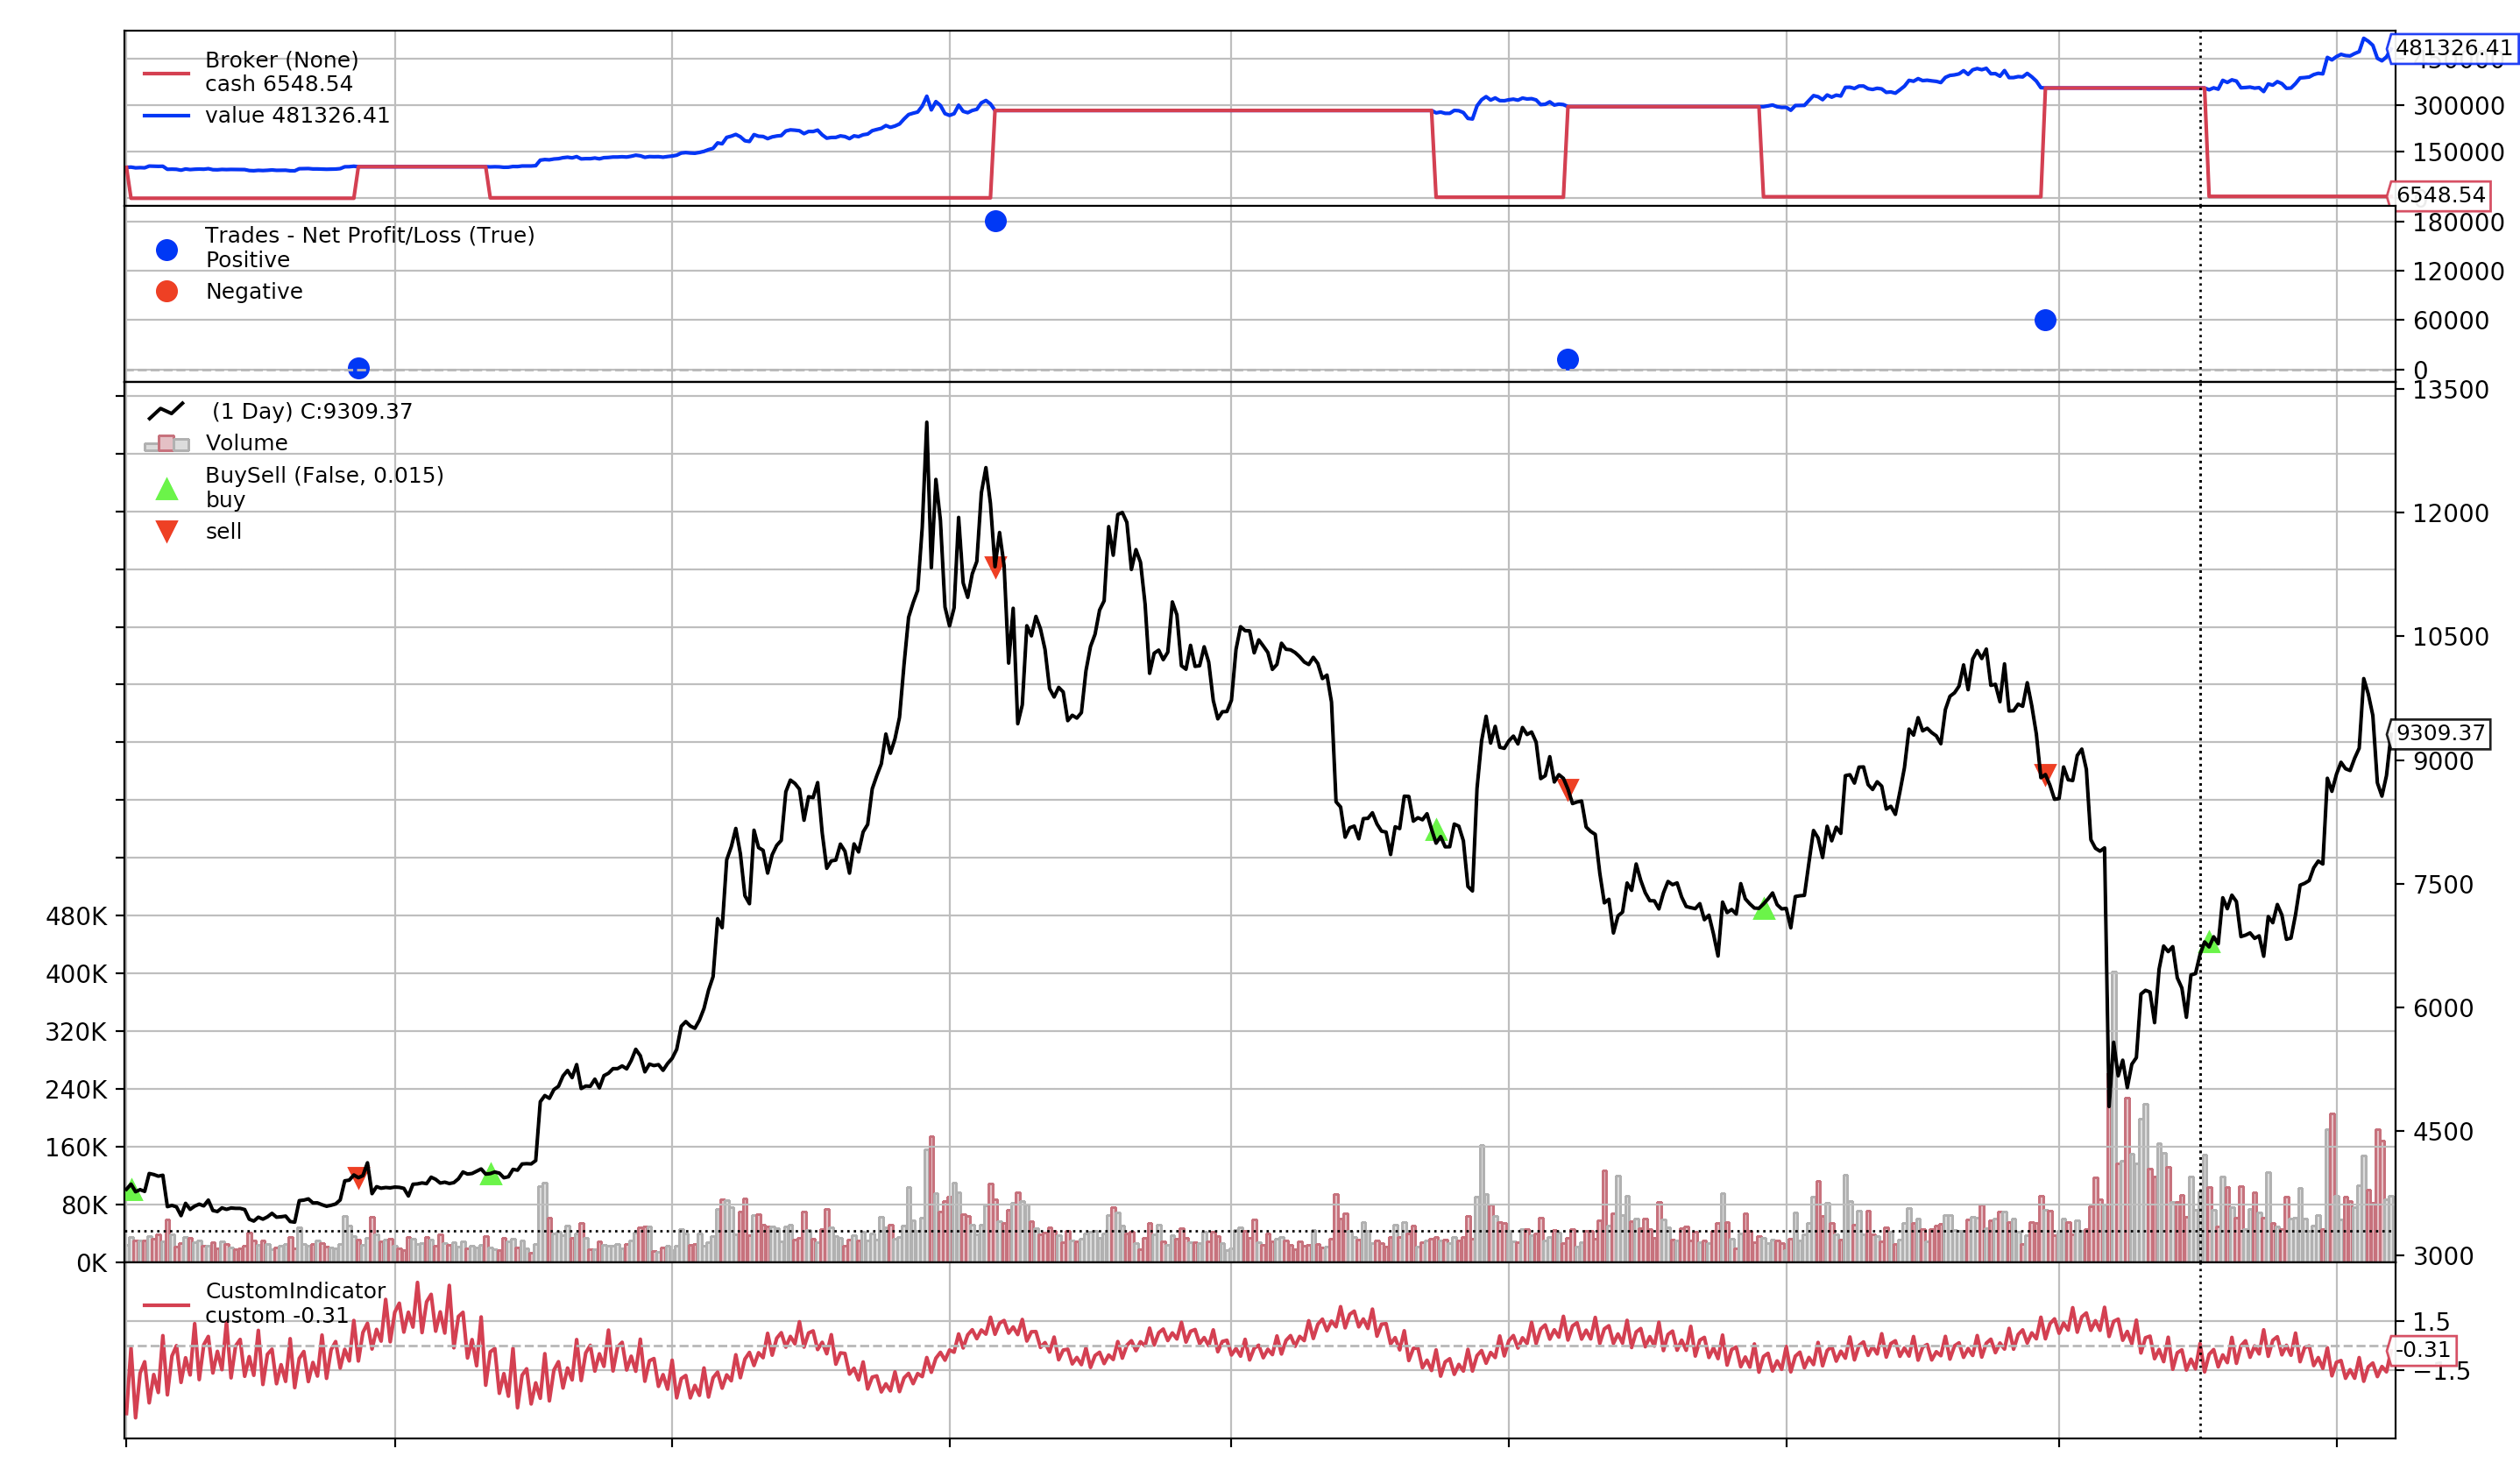 Broker (None)
cash 6548.54
value 481326.41
481326.41
300000
150000
6548.54
Trades - Net Profit/Loss (True)
Positive
Negative
180000
120000
60000
0
(1 Day) C:9309.37
Volume
BuySell (False, 0.015)
buy
sell
13500
12000
10500
9309.37
9000
7500
6000
4500
3000
480K
400K
320K
240K
160K
80K
0K
CustomIndicator
custom -0.31
1.5
-0.31
−1.5